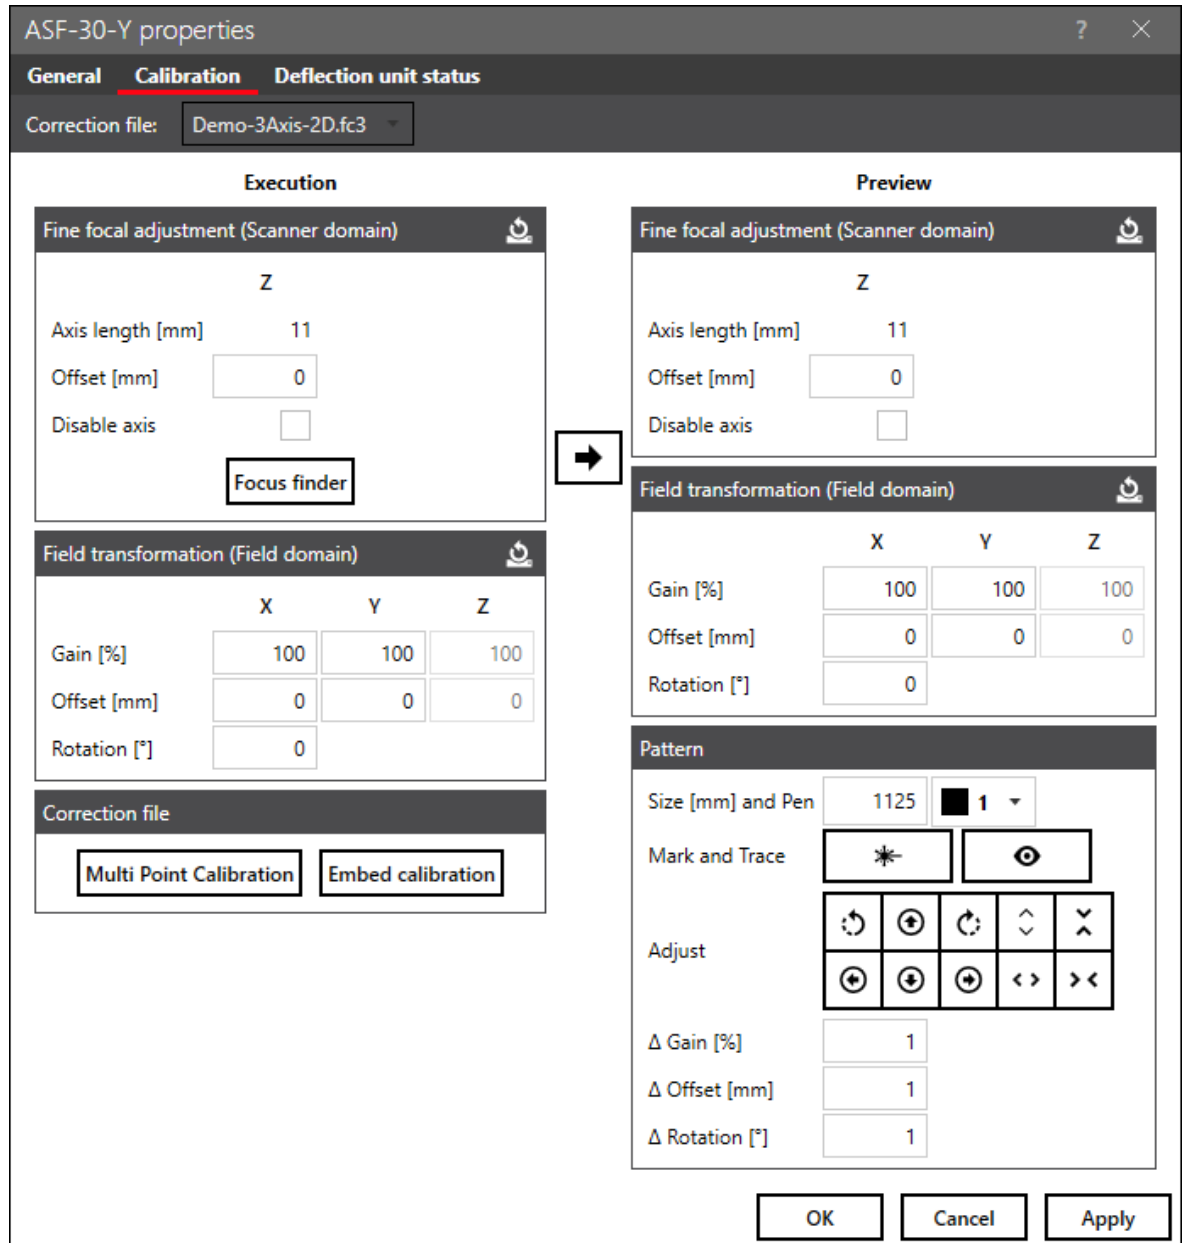 ASF-30-Y properties ?
General Calibration Deflection unit status
Correction file: Demo-3Axis-2D.fc3
Execution
Fine focal adjustment (Scanner domain)
Z
Axis length [mm] 11
Offset [mm] 0
Disable axis
Focus finder
Field transformation (Field domain)
X Y Z
Gain [%] 100 100 100
Offset [mm] 0 0 0
Rotation [°] 0
Correction file
Multi Point Calibration Embed calibration
Preview
Fine focal adjustment (Scanner domain)
Z
Axis length [mm] 11
Offset [mm] 0
Disable axis
Field transformation (Field domain)
X Y Z
Gain [%] 100 100 100
Offset [mm] 0 0 0
Rotation [°] 0
Pattern
Size [mm] and Pen 1125 1
Mark and Trace
Adjust
Δ Gain [%] 1
Δ Offset [mm] 1
Δ Rotation [°] 1
OK Cancel Apply